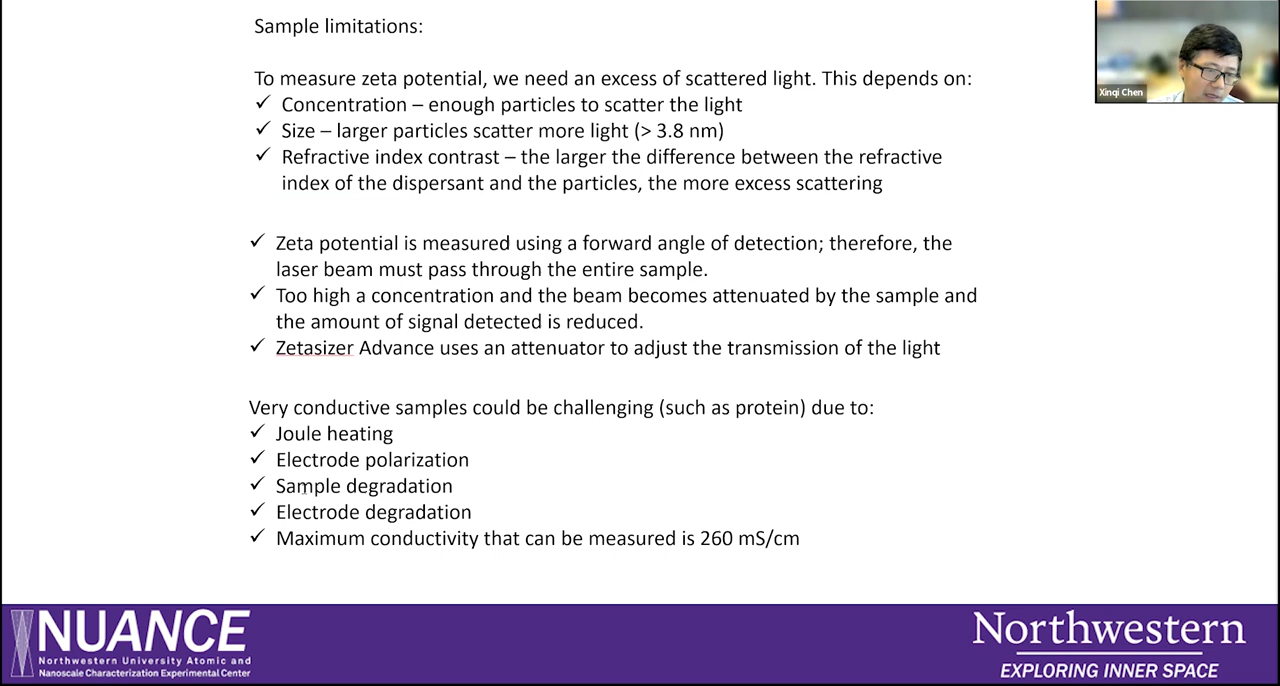 Sample limitations:
To measure zeta potential, we need an excess of scattered light. This depends on:
✓ Concentration – enough particles to scatter the light
✓ Size – larger particles scatter more light (> 3.8 nm)
✓ Refractive index contrast – the larger the difference between the refractive
index of the dispersant and the particles, the more excess scattering
✓ Zeta potential is measured using a forward angle of detection; therefore, the
laser beam must pass through the entire sample.
✓ Too high a concentration and the beam becomes attenuated by the sample and
the amount of signal detected is reduced.
✓ Zetasizer Advance uses an attenuator to adjust the transmission of the light
Very conductive samples could be challenging (such as protein) due to:
✓ Joule heating
✓ Electrode polarization
✓ Sample degradation
✓ Electrode degradation
✓ Maximum conductivity that can be measured is 260 mS/cm
Xinqi Chen
NUANCE
Northwestern University Atomic and
Nanoscale Characterization Experimental Center
Northwestern
EXPLORING INNER SPACE